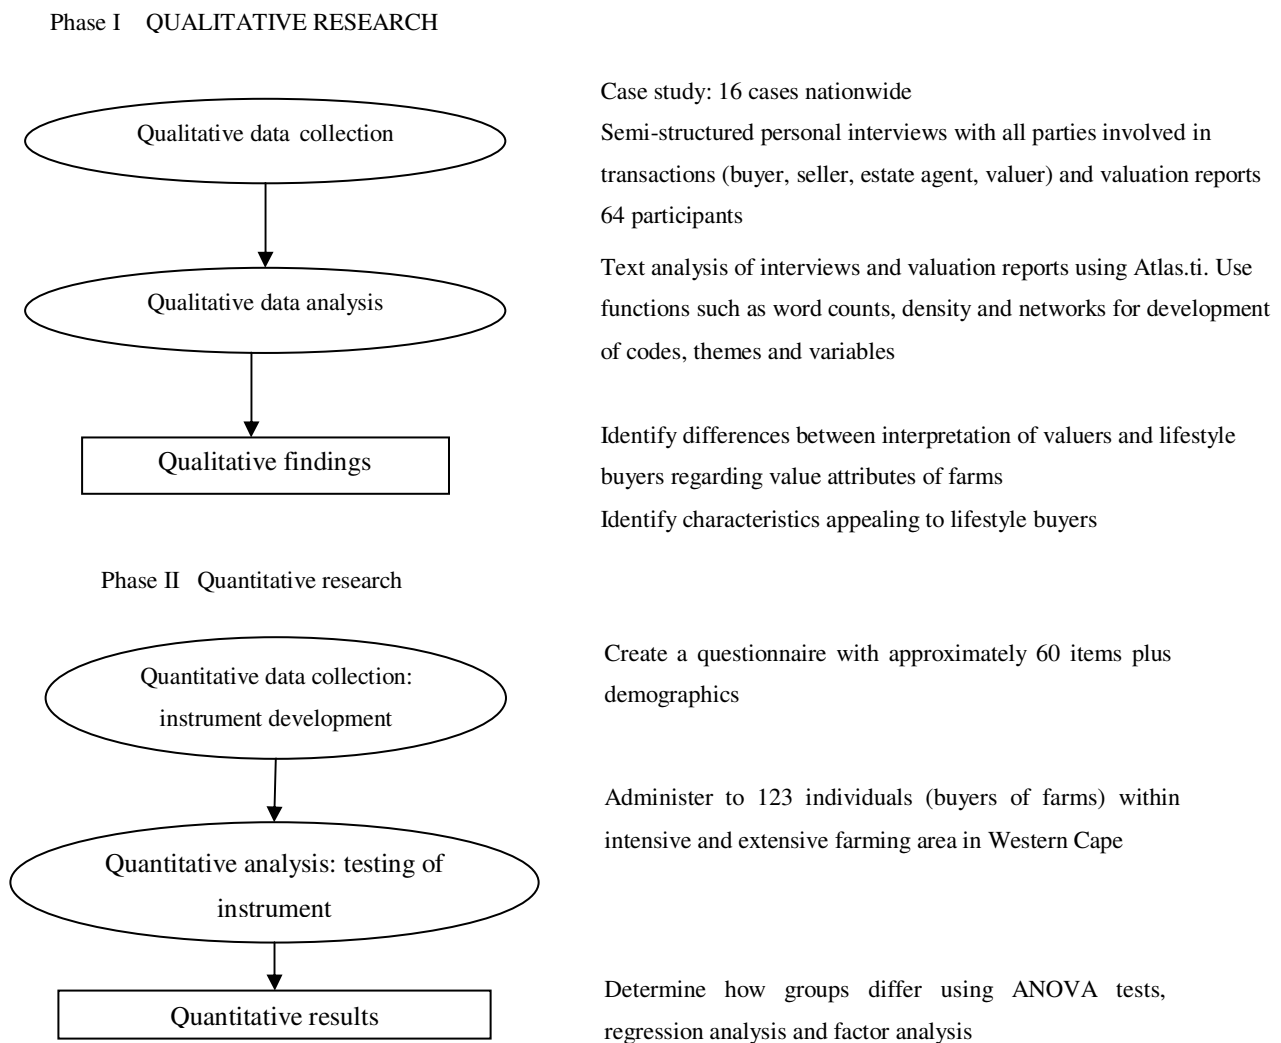 Phase I QUALITATIVE RESEARCH
Qualitative data collection
Case study: 16 cases nationwide
Semi-structured personal interviews with all parties involved in
transactions (buyer, seller, estate agent, valuer) and valuation reports
64 participants
Qualitative data analysis
Text analysis of interviews and valuation reports using Atlas.ti. Use
functions such as word counts, density and networks for development
of codes, themes and variables
Qualitative findings
Identify differences between interpretation of valuers and lifestyle
buyers regarding value attributes of farms
Identify characteristics appealing to lifestyle buyers
Phase II Quantitative research
Quantitative data collection:
instrument development
Create a questionnaire with approximately 60 items plus
demographics
Quantitative analysis: testing of
instrument
Administer to 123 individuals (buyers of farms) within
intensive and extensive farming area in Western Cape
Quantitative results
Determine how groups differ using ANOVA tests,
regression analysis and factor analysis